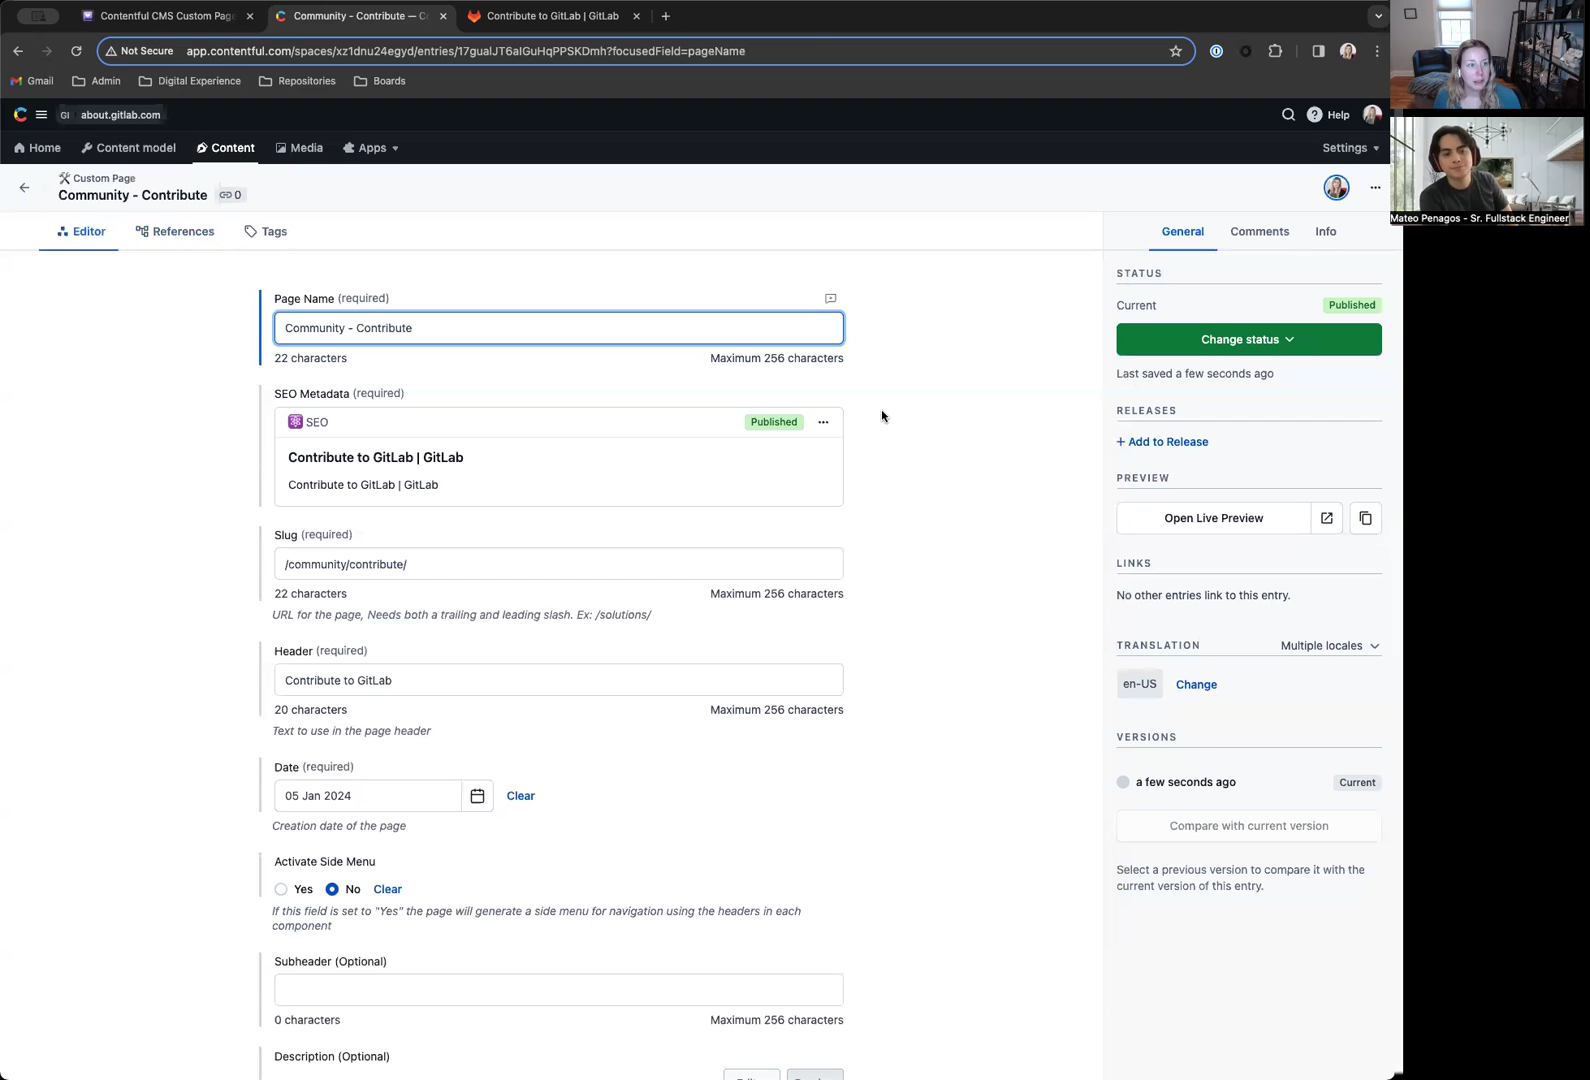 Contentful CMS Custom Pag
Community - Contribute — Co
Contribute to GitLab | GitLab
Not Secure
app.contentful.com/spaces/xz1dnu24egyd/entries/17gualJT6aIGuHqPPSKDmh?focusedField=pageName
Gmail
Admin
Digital Experience
Repositories
Boards
GI
about.gitlab.com
Help
Home
Content model
Content
Media
Apps
Settings
Custom Page
Community - Contribute
0
Mateo Penagos - Sr. Fullstack Engineer
Editor
References
Tags
General
Comments
Info
Page Name (required)
Community - Contribute
22 characters
Maximum 256 characters
SEO Metadata (required)
SEO
Published
Contribute to GitLab | GitLab
Contribute to GitLab | GitLab
Slug (required)
/community/contribute/
22 characters
Maximum 256 characters
URL for the page, Needs both a trailing and leading slash. Ex: /solutions/
Header (required)
Contribute to GitLab
20 characters
Maximum 256 characters
Text to use in the page header
Date (required)
05 Jan 2024
Clear
Creation date of the page
Activate Side Menu
Yes
No
Clear
If this field is set to "Yes" the page will generate a side menu for navigation using the headers in each
component
Subheader (Optional)
0 characters
Maximum 256 characters
Description (Optional)
STATUS
Current
Published
Change status
Last saved a few seconds ago
RELEASES
+ Add to Release
PREVIEW
Open Live Preview
LINKS
No other entries link to this entry.
TRANSLATION
Multiple locales
en-US
Change
VERSIONS
a few seconds ago
Current
Compare with current version
Select a previous version to compare it with the
current version of this entry.